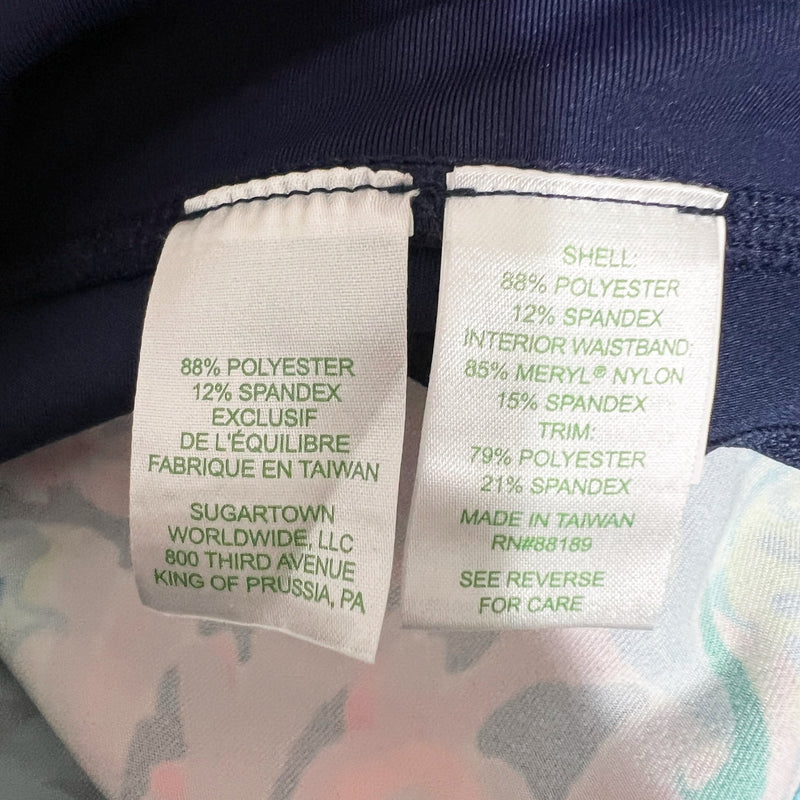 88% POLYESTER
12% SPANDEX
EXCLUSIF
DE L'ÉQUILIBRE
FABRIQUE EN TAIWAN
SUGARTOWN
WORLDWIDE, LLC
800 THIRD AVENUE
KING OF PRUSSIA, PA
SHELL:
88% POLYESTER
12% SPANDEX
INTERIOR WAISTBAND:
85% MERYL® NYLON
15% SPANDEX
TRIM:
79% POLYESTER
21% SPANDEX
MADE IN TAIWAN
RN#88189
SEE REVERSE
FOR CARE